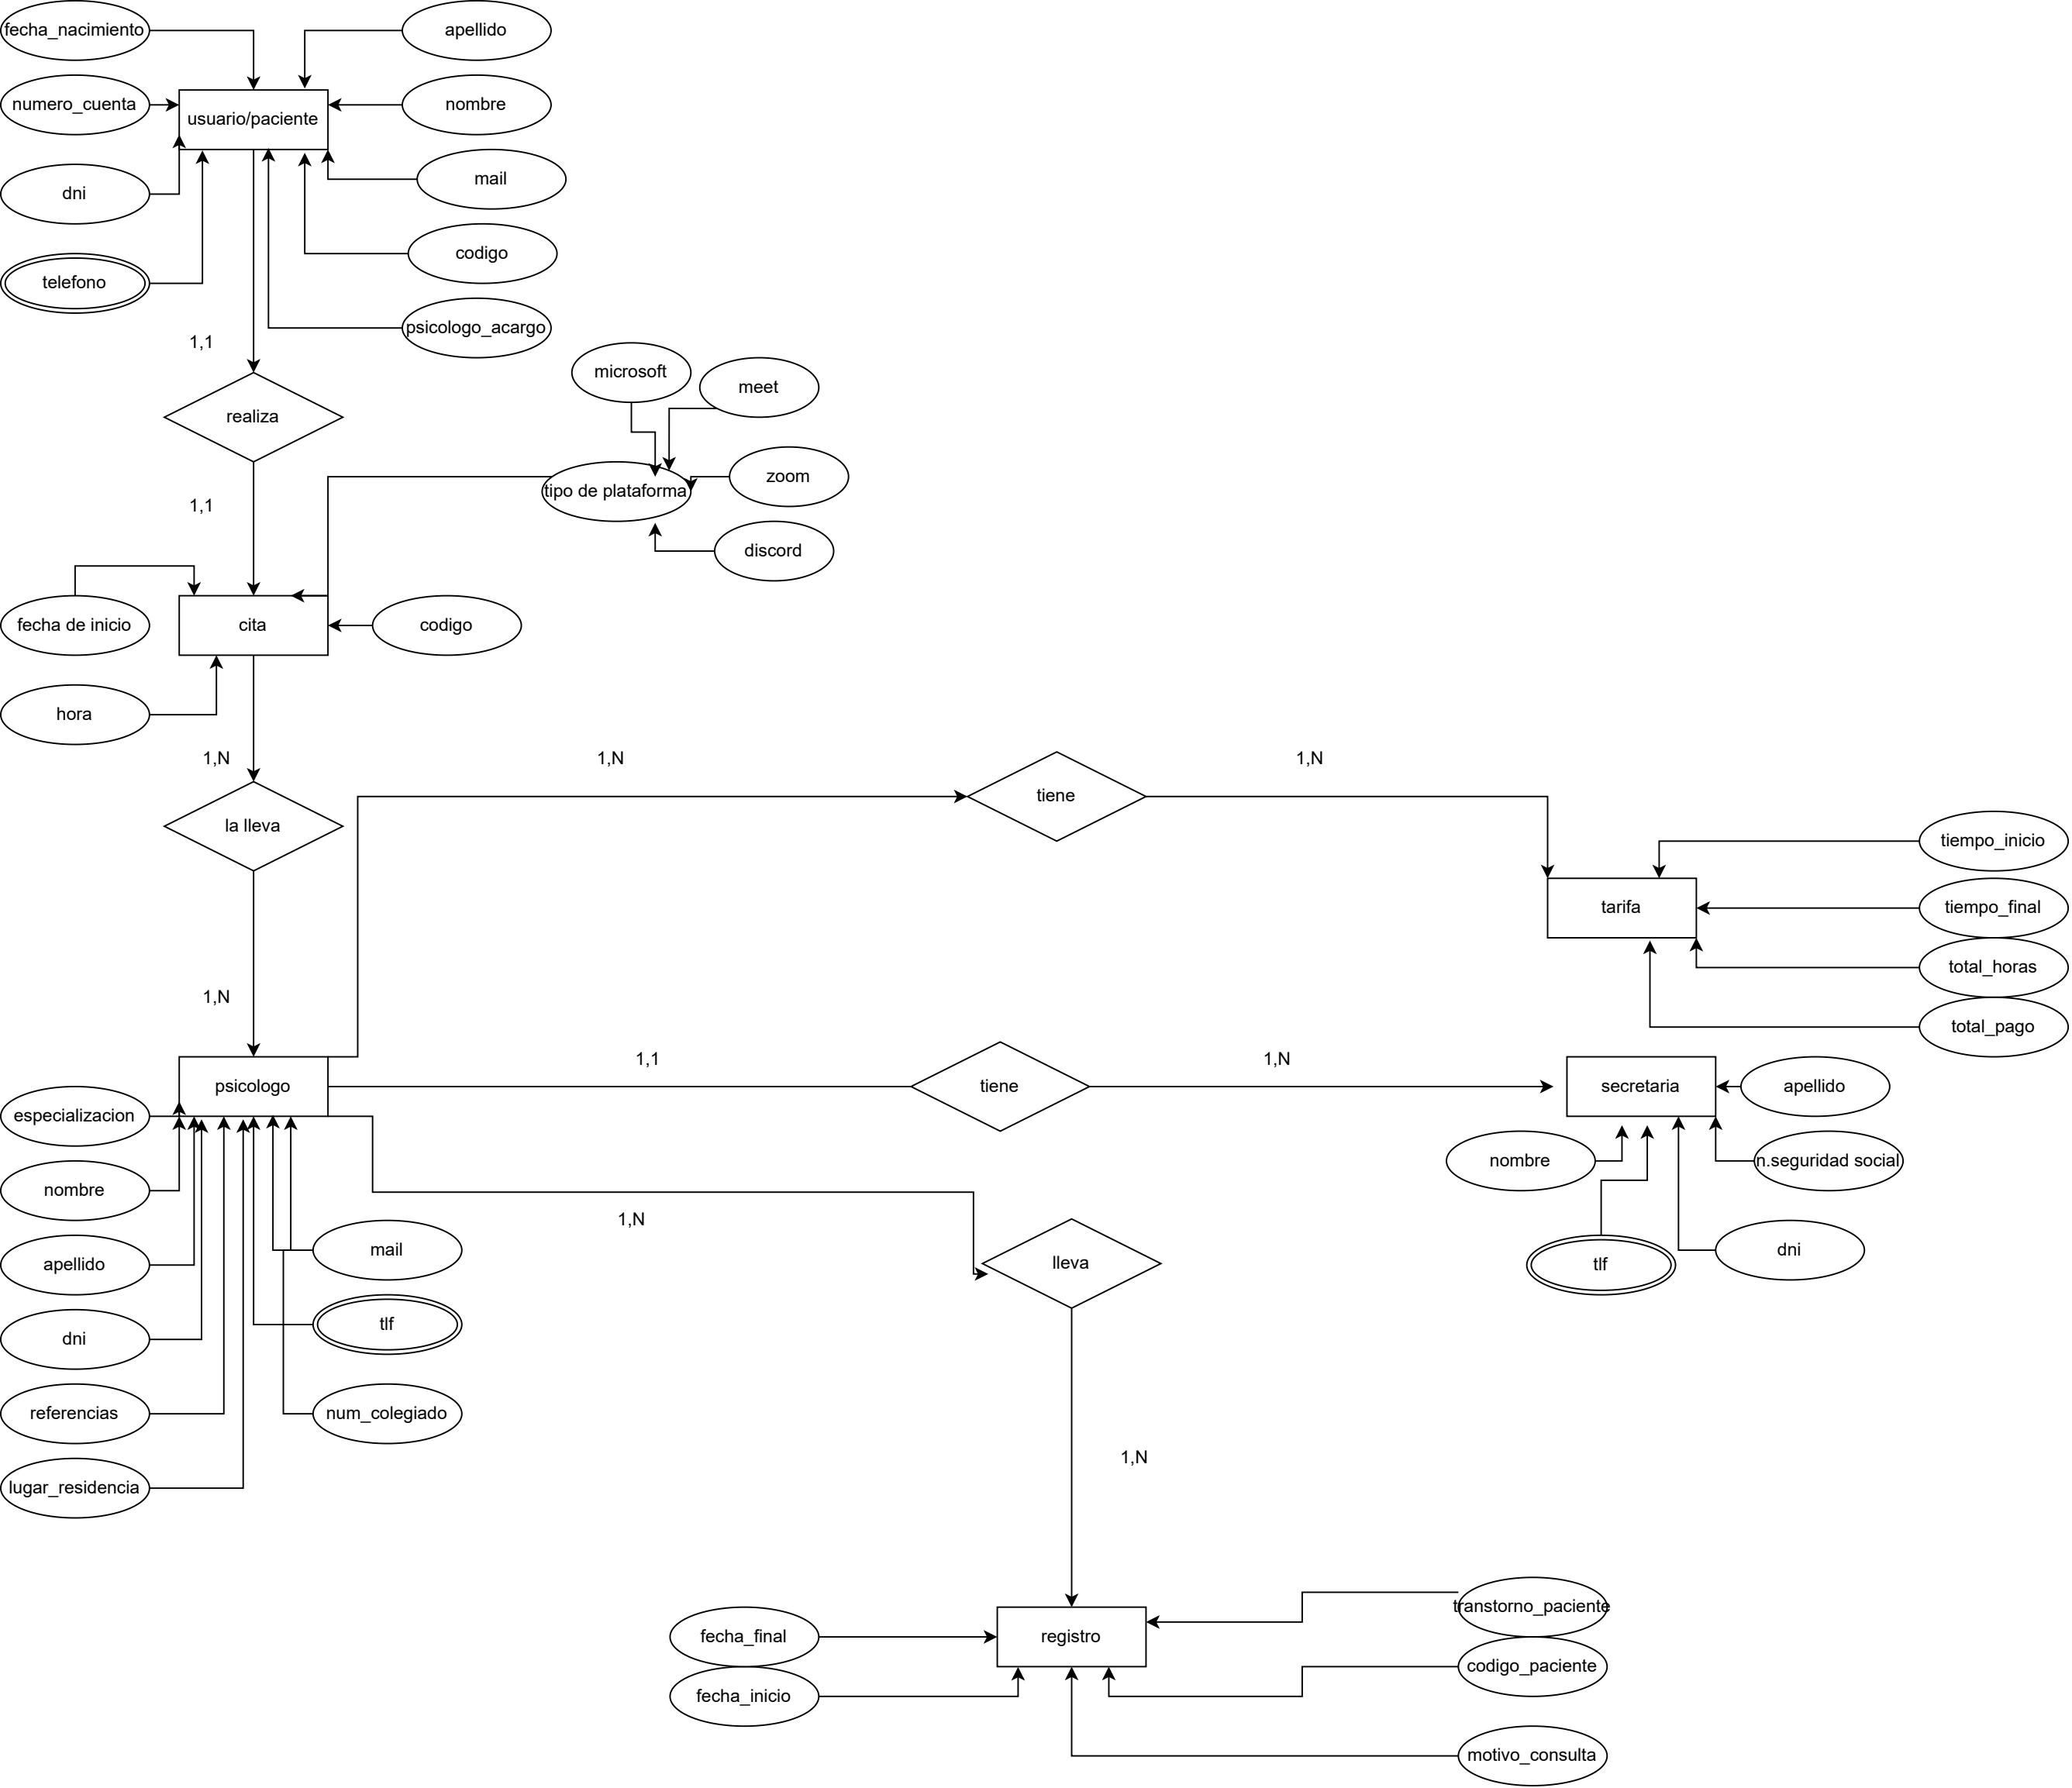 fecha_nacimiento
apellido
numero_cuenta
nombre
usuario/paciente
mail
dni
codigo
telefono
psicologo_acargo
1,1
microsoft
meet
realiza
zoom
tipo de plataforma
1,1
discord
fecha de inicio
cita
codigo
hora
1,N
1,N
1,N
tiene
la lleva
tiempo_inicio
tarifa
tiempo_final
total_horas
1,N
total_pago
1,1
1,N
psicologo
tiene
secretaria
apellido
especializacion
nombre
n.seguridad social
nombre
1,N
mail
dni
lleva
apellido
tlf
tlf
dni
referencias
num_colegiado
1,N
lugar_residencia
transtorno_paciente
fecha_final
registro
codigo_paciente
fecha_inicio
motivo_consulta